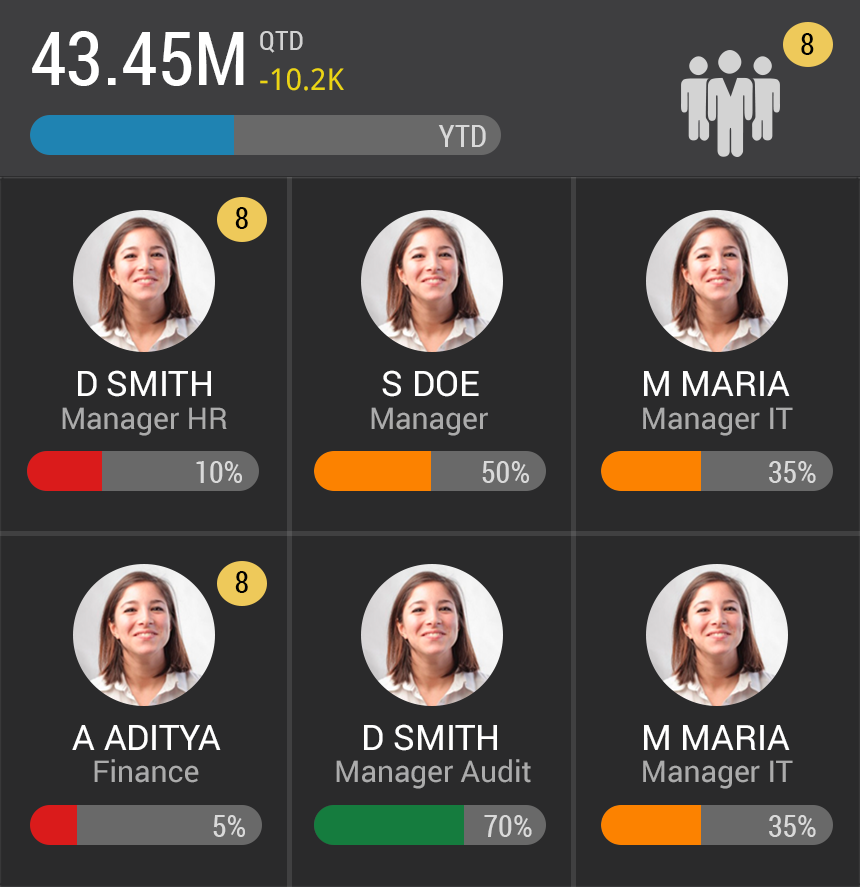 43.45M
QTD
-10.2K
8
YTD
8
D SMITH
Manager HR
10%
S DOE
Manager
50%
M MARIA
Manager IT
35%
8
A ADITYA
Finance
5%
D SMITH
Manager Audit
70%
M MARIA
Manager IT
35%